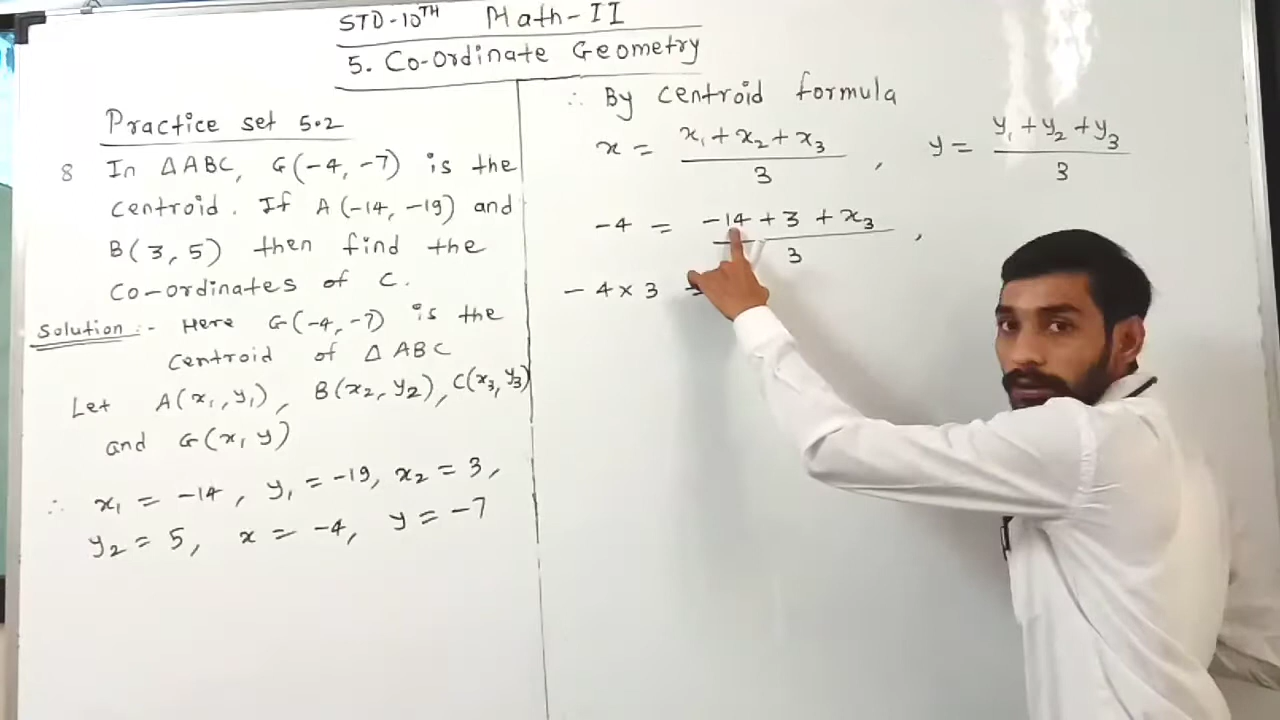 STD-10TH Math-II
5. Co-Ordinate Geometry
Practice set 5.2
8 In △ABC, G(-4, -7) is the
centroid. If A(-14, -19) and
B(3, 5) then find the
Co-ordinates of C.
Solution:- Here G(-4, -7) is the
centroid of △ABC
Let A(x₁, y₁), B(x₂, y₂), C(x₃, y₃)
and G(x, y)
∴ x₁ = -14, y₁ = -19, x₂ = 3,
y₂ = 5, x = -4, y = -7
∴ By centroid formula
x = (x₁ + x₂ + x₃)/3, y = (y₁ + y₂ + y₃)/3
-4 = (-14 + 3 + x₃)/3,
-4 × 3 =